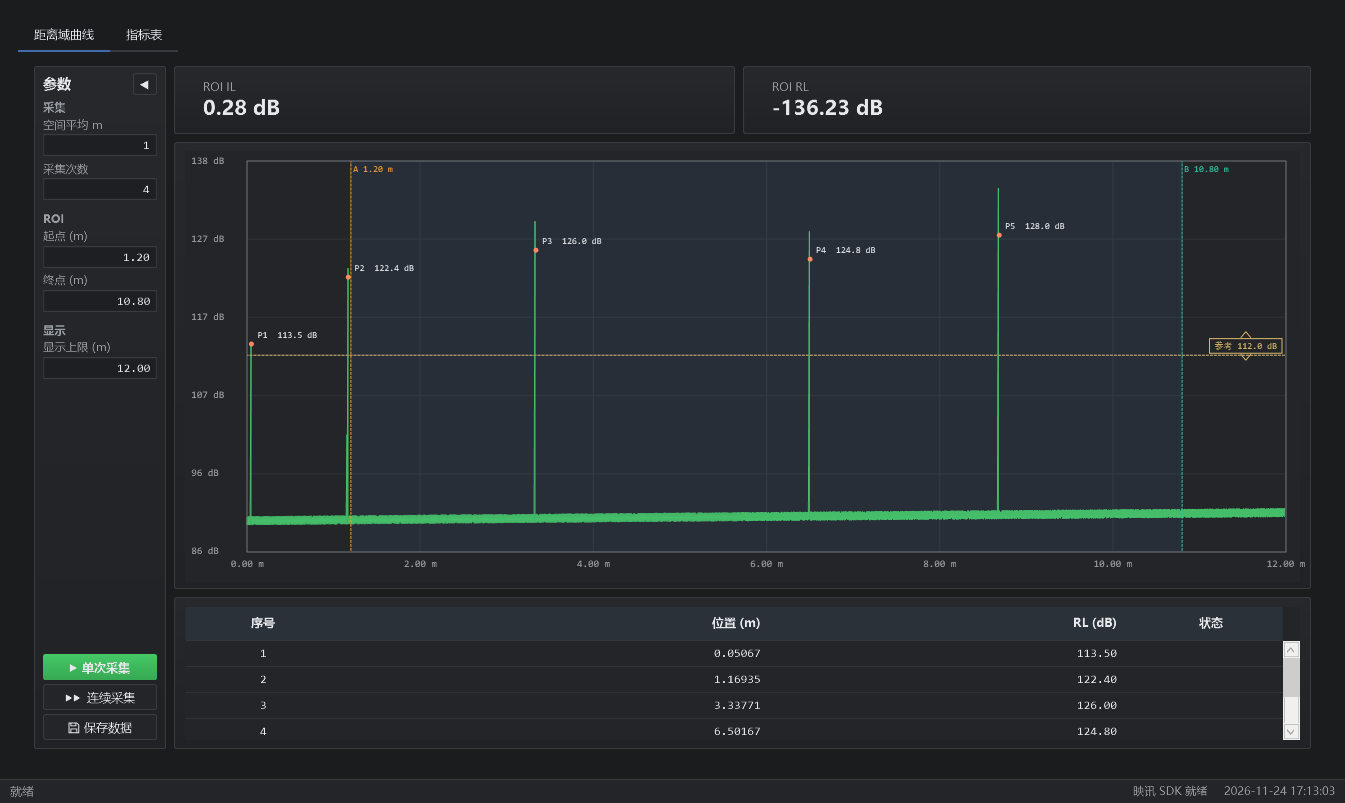 距离域曲线 指标表
参数 ◀
采集
空间平均 m
1
采集次数
4
ROI
起点 (m)
1.20
终点 (m)
10.80
显示
显示上限 (m)
12.00
▶ 单次采集
▶▶ 连续采集
保存数据
ROI IL
0.28 dB
ROI RL
-136.23 dB
138 dB
127 dB
117 dB
107 dB
96 dB
86 dB
A 1.20 m
B 10.80 m
P1 113.5 dB
P2 122.4 dB
P3 126.0 dB
P4 124.8 dB
P5 128.0 dB
参考 112.0 dB
0.00 m 2.00 m 4.00 m 6.00 m 8.00 m 10.00 m 12.00 m
序号 位置 (m) RL (dB) 状态
1 0.05067 113.50
2 1.16935 122.40
3 3.33771 126.00
4 6.50167 124.80
就绪 映讯 SDK 就绪 2026-11-24 17:13:03